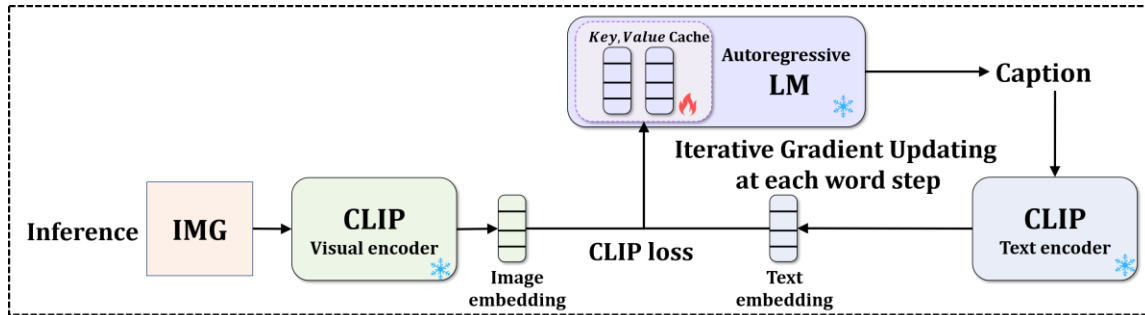 Key, Value Cache
Autoregressive
LM
Caption
Iterative Gradient Updating
at each word step
Inference
IMG
CLIP
Visual encoder
CLIP loss
CLIP
Text encoder
Image
embedding
Text
embedding